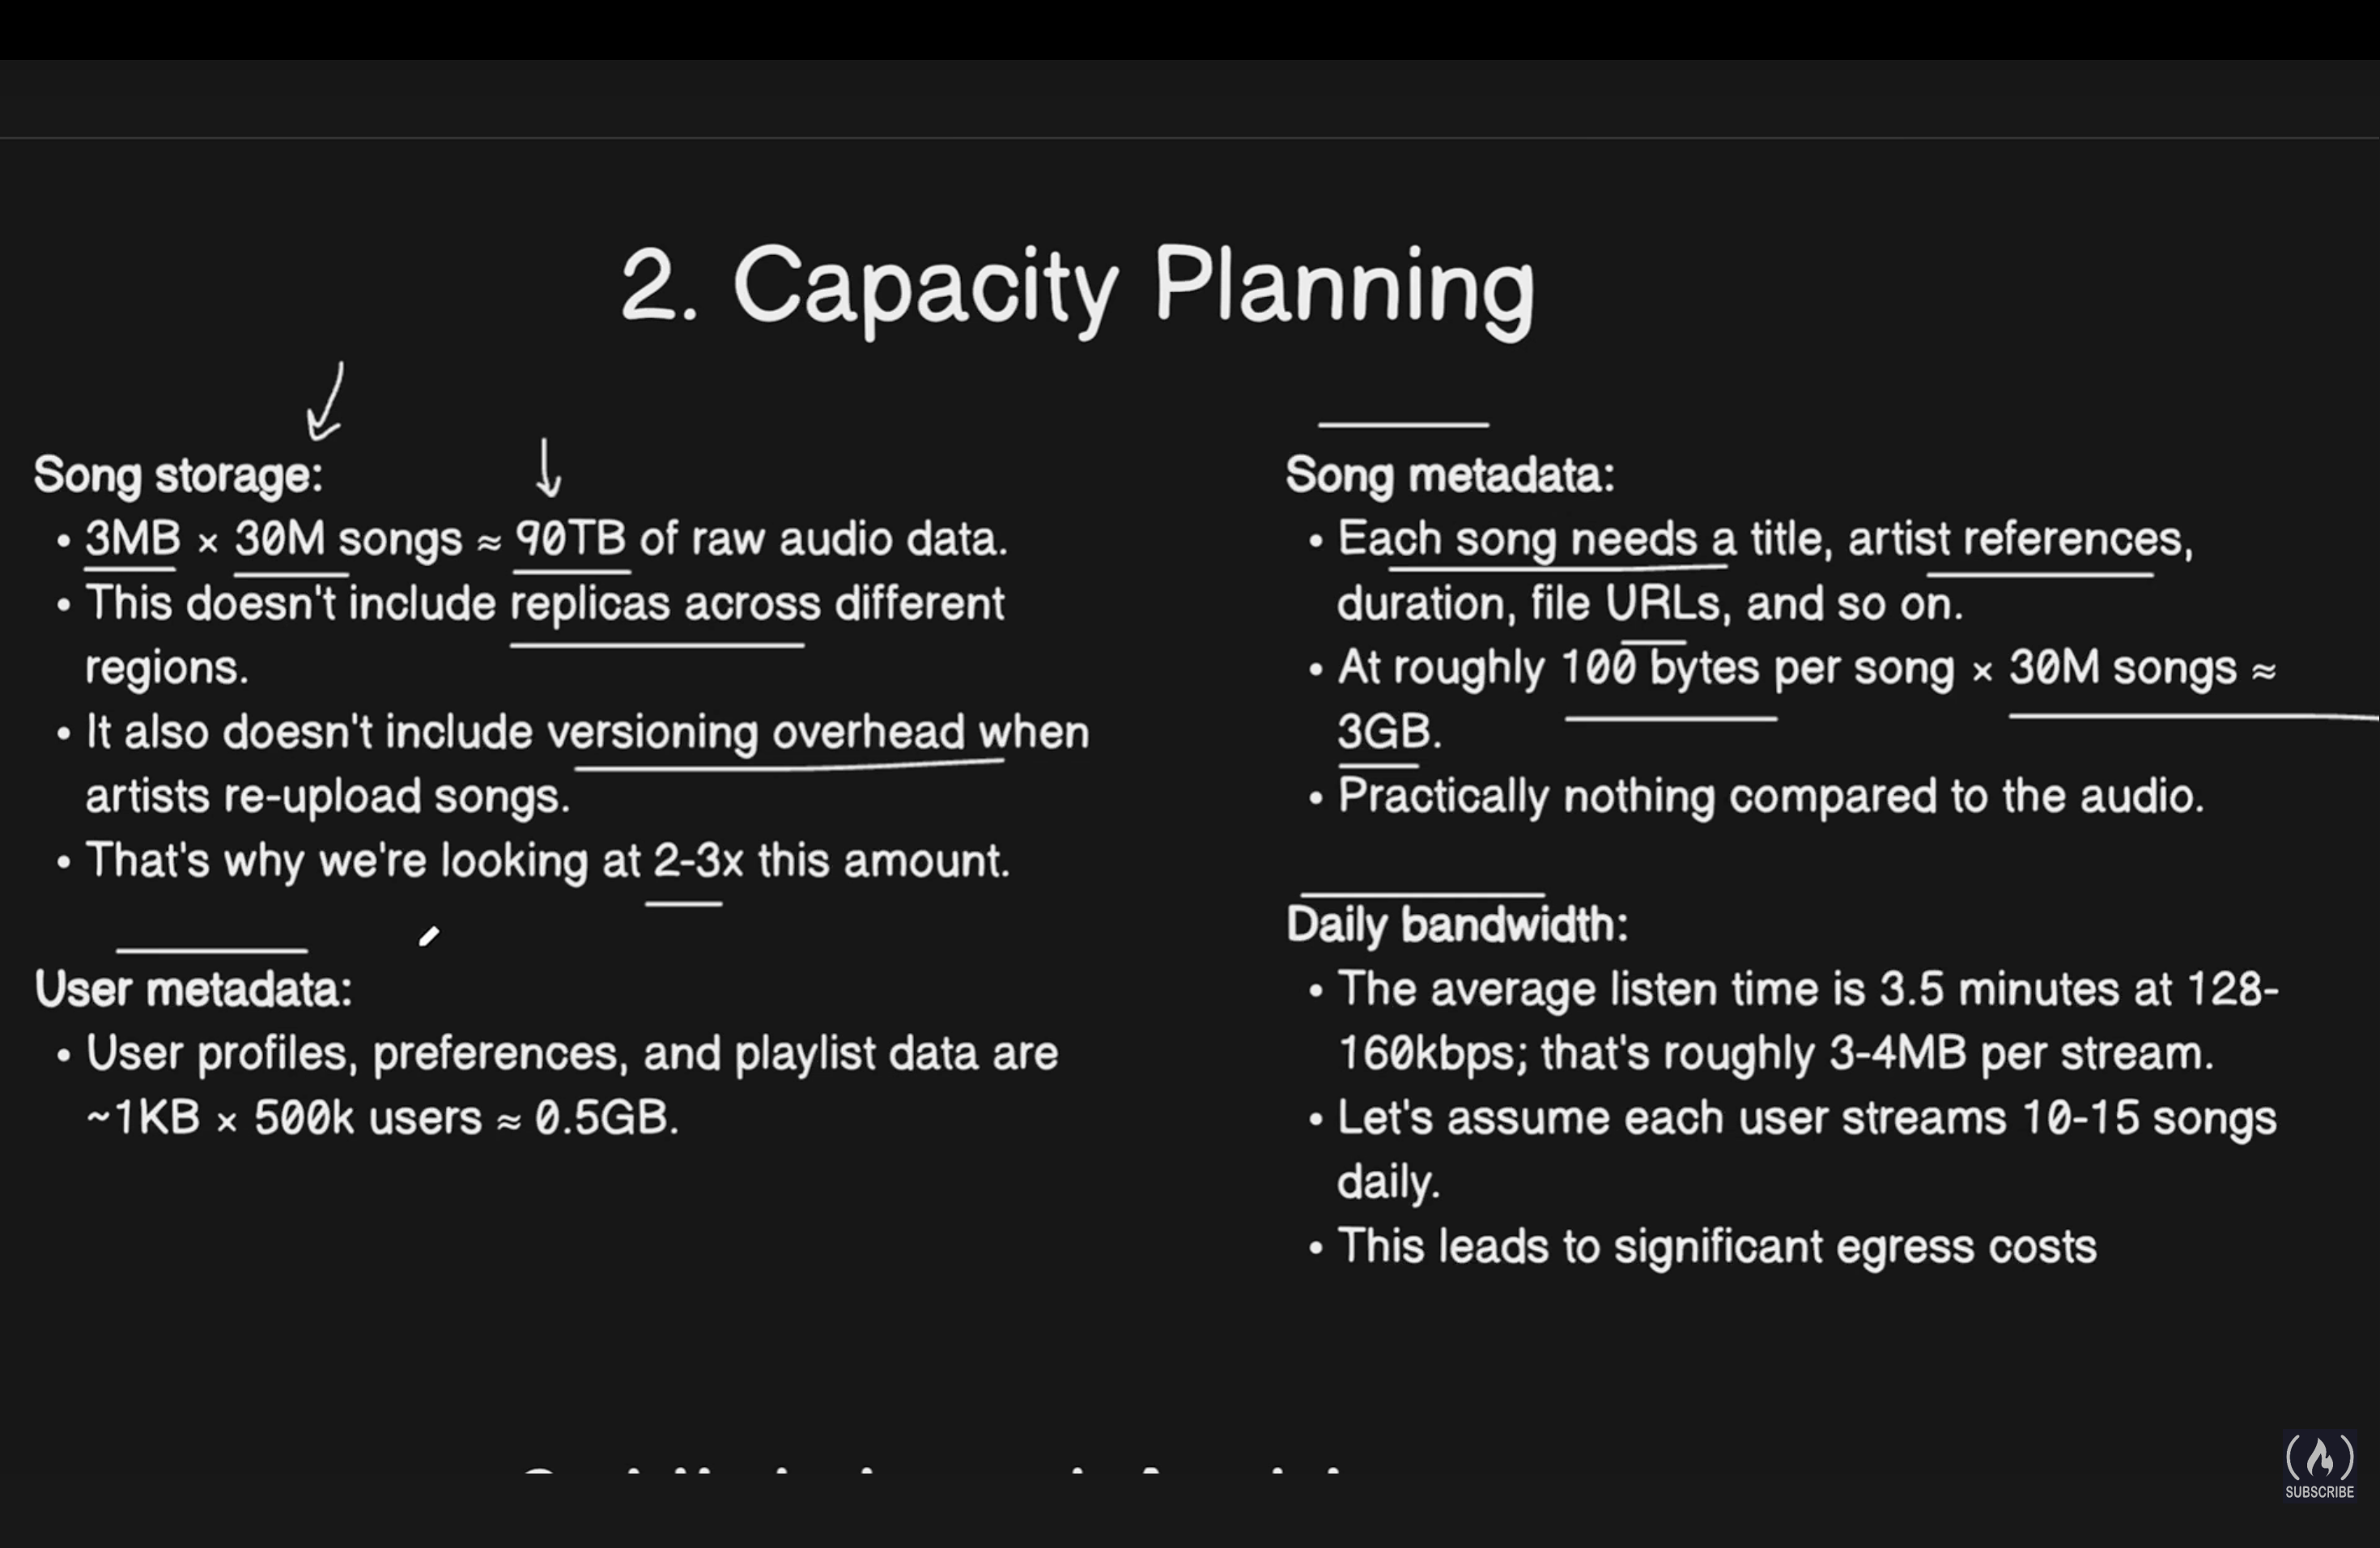 2. Capacity Planning
Song storage:
• 3MB × 30M songs ≈ 90TB of raw audio data.
• This doesn't include replicas across different
regions.
• It also doesn't include versioning overhead when
artists re-upload songs.
• That's why we're looking at 2-3x this amount.
User metadata:
• User profiles, preferences, and playlist data are
~1KB × 500k users ≈ 0.5GB.
Song metadata:
• Each song needs a title, artist references,
duration, file URLs, and so on.
• At roughly 100 bytes per song × 30M songs ≈
3GB.
• Practically nothing compared to the audio.
Daily bandwidth:
• The average listen time is 3.5 minutes at 128-
160kbps; that's roughly 3-4MB per stream.
• Let's assume each user streams 10-15 songs
daily.
• This leads to significant egress costs
SUBSCRIBE